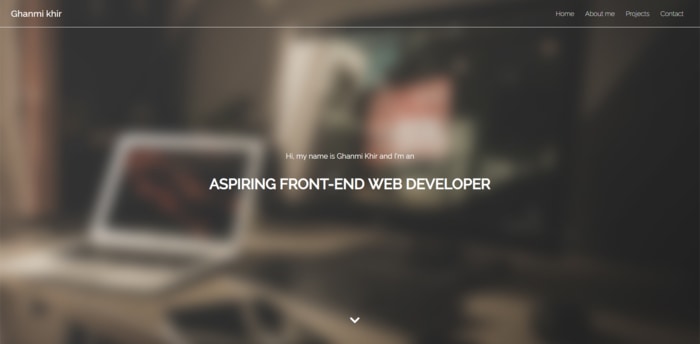 Ghanmi khir
Home About me Projects Contact
Hi, my name is Ghanmi Khir and I'm an
ASPIRING FRONT-END WEB DEVELOPER